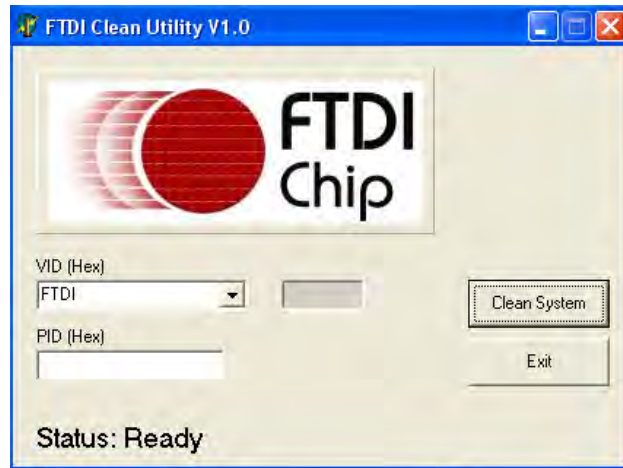 FTDI Clean Utility V1.0
FTDI
Chip
VID (Hex)
FTDI
Clean System
PID (Hex)
Exit
Status: Ready